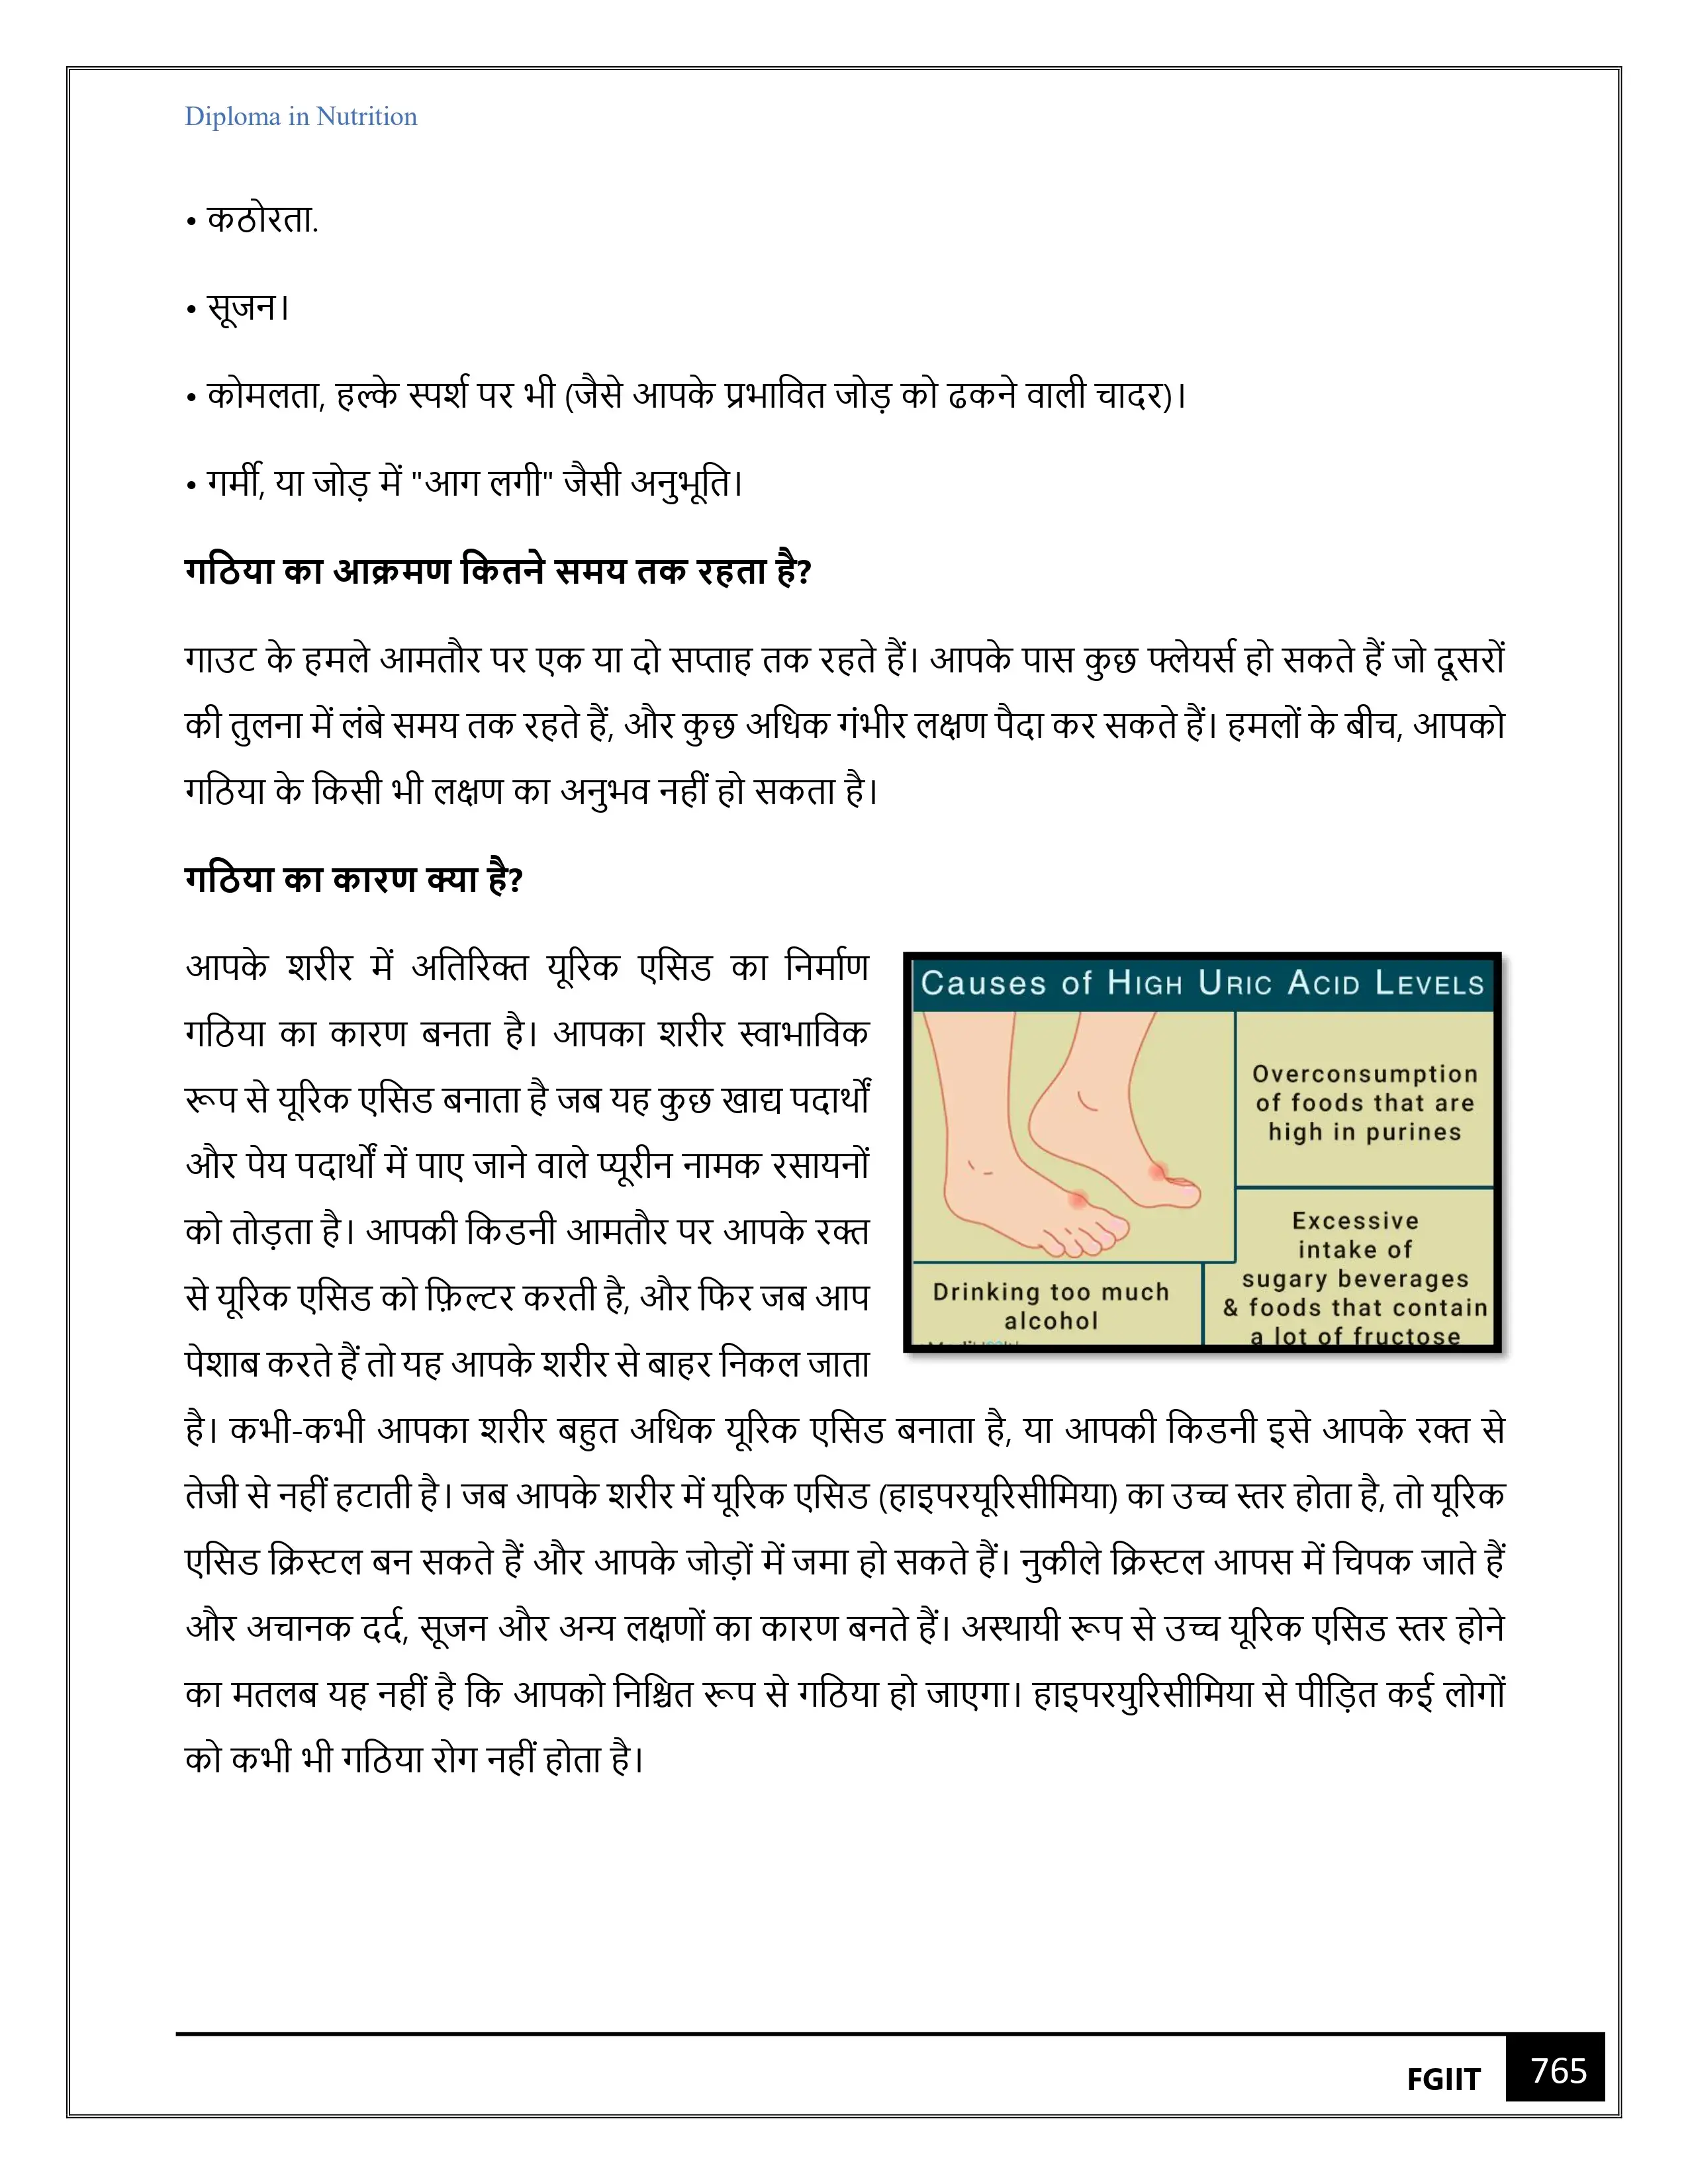 Diploma in Nutrition
• कठोरता.
• सूजन।
• कोमलता, हल्के स्पर्श पर भी (जैसे आपके प्रभावित जोड़ को ढकने वाली चादर)।
• गर्मी, या जोड़ में "आग लगी" जैसी अनुभूति।
गठिया का आक्रमण कितने समय तक रहता है?
गाउट के हमले आमतौर पर एक या दो सप्ताह तक रहते हैं। आपके पास कुछ फ्लेयर्स हो सकते हैं जो दूसरों
की तुलना में लंबे समय तक रहते हैं, और कुछ अधिक गंभीर लक्षण पैदा कर सकते हैं। हमलों के बीच, आपको
गठिया के किसी भी लक्षण का अनुभव नहीं हो सकता है।
गठिया का कारण क्या है?
आपके शरीर में अतिरिक्त यूरिक एसिड का निर्माण
गठिया का कारण बनता है। आपका शरीर स्वाभाविक
रूप से यूरिक एसिड बनाता है जब यह कुछ खाद्य पदार्थों
और पेय पदार्थों में पाए जाने वाले प्यूरीन नामक रसायनों
को तोड़ता है। आपकी किडनी आमतौर पर आपके रक्त
से यूरिक एसिड को फ़िल्टर करती है, और फिर जब आप
पेशाब करते हैं तो यह आपके शरीर से बाहर निकल जाता
है। कभी-कभी आपका शरीर बहुत अधिक यूरिक एसिड बनाता है, या आपकी किडनी इसे आपके रक्त से
तेजी से नहीं हटाती है। जब आपके शरीर में यूरिक एसिड (हाइपरयूरिसीमिया) का उच्च स्तर होता है, तो यूरिक
एसिड क्रिस्टल बन सकते हैं और आपके जोड़ों में जमा हो सकते हैं। नुकीले क्रिस्टल आपस में चिपक जाते हैं
और अचानक दर्द, सूजन और अन्य लक्षणों का कारण बनते हैं। अस्थायी रूप से उच्च यूरिक एसिड स्तर होने
का मतलब यह नहीं है कि आपको निश्चित रूप से गठिया हो जाएगा। हाइपरयुरिसीमिया से पीड़ित कई लोगों
को कभी भी गठिया रोग नहीं होता है।
Causes of HIGH URIC ACID LEVELS
Overconsumption
of foods that are
high in purines
Excessive
intake of
sugary beverages
& foods that contain
a lot of fructose
Drinking too much
alcohol
FGIIT
765